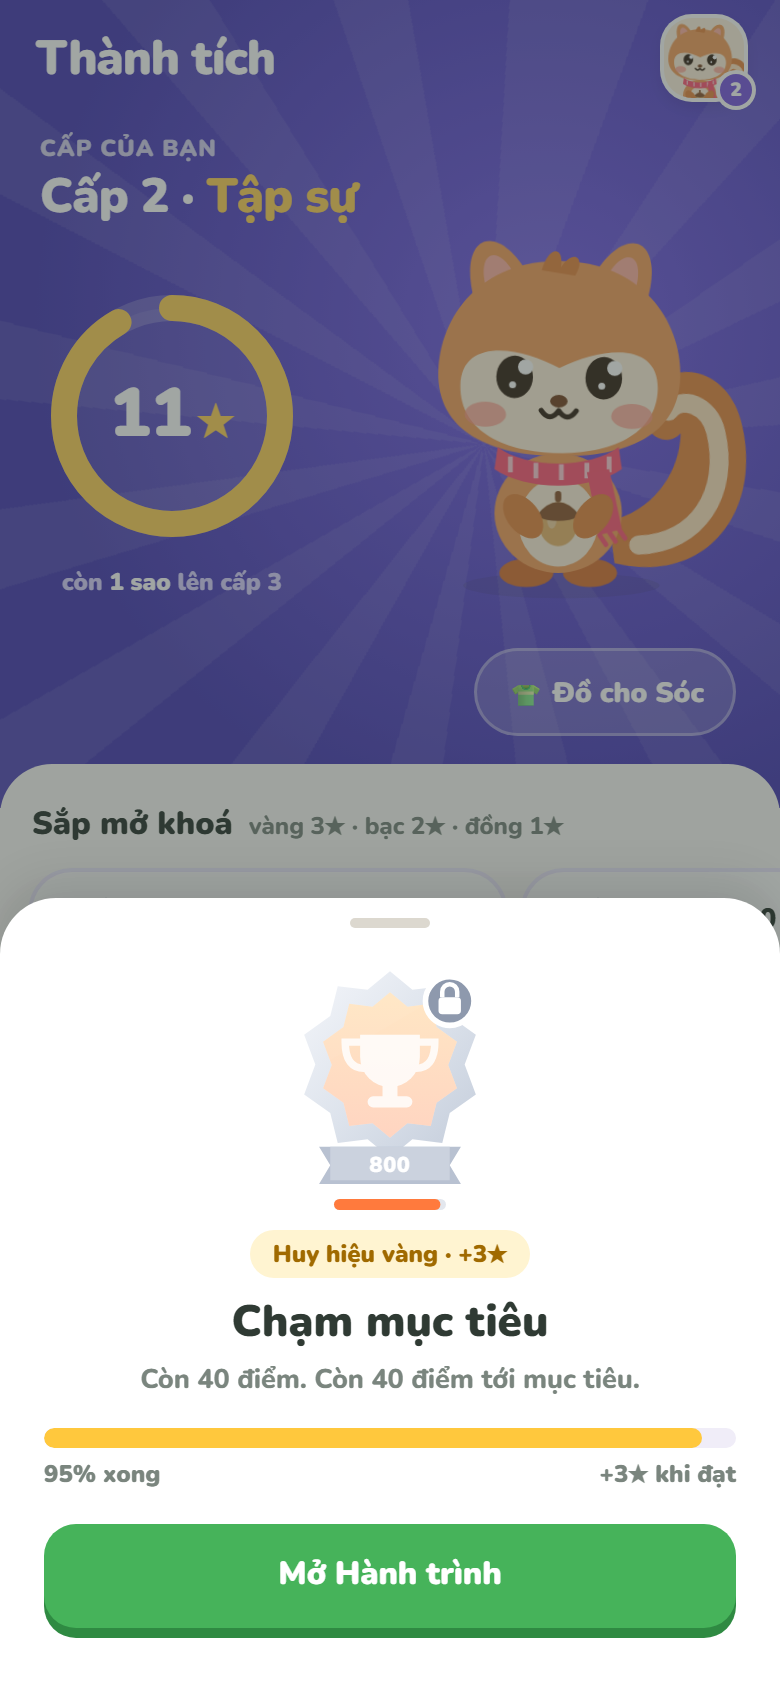 Thành tích
2
CẤP CỦA BẠN
Cấp 2 · Tập sự
11★
còn 1 sao lên cấp 3
Đồ cho Sóc
Sắp mở khoá vàng 3★ · bạc 2★ · đồng 1★
800
Huy hiệu vàng · +3★
Chạm mục tiêu
Còn 40 điểm. Còn 40 điểm tới mục tiêu.
95% xong +3★ khi đạt
Mở Hành trình